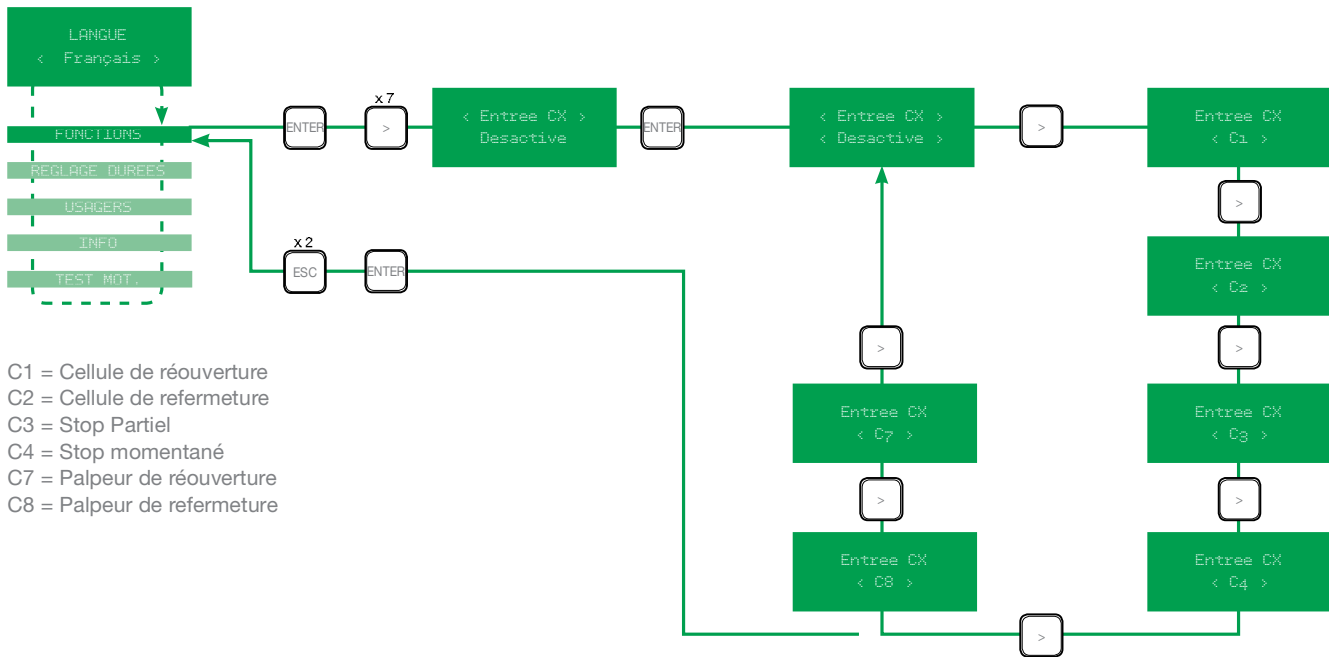 LANGUE
< Français >
FUNCTIONS
REGLAGE DUREES
USAGERS
INFO
TEST MOT.
ENTER
x 7
>
< Entree CX >
Desactive
ENTER
< Entree CX >
< Desactive >
>
Entree CX
< C1 >
>
Entree CX
< C2 >
>
Entree CX
< C3 >
>
Entree CX
< C4 >
>
Entree CX
< C8 >
>
Entree CX
< C7 >
>
x 2
ESC
ENTER
C1 = Cellule de réouverture
C2 = Cellule de refermeture
C3 = Stop Partiel
C4 = Stop momentané
C7 = Palpeur de réouverture
C8 = Palpeur de refermeture